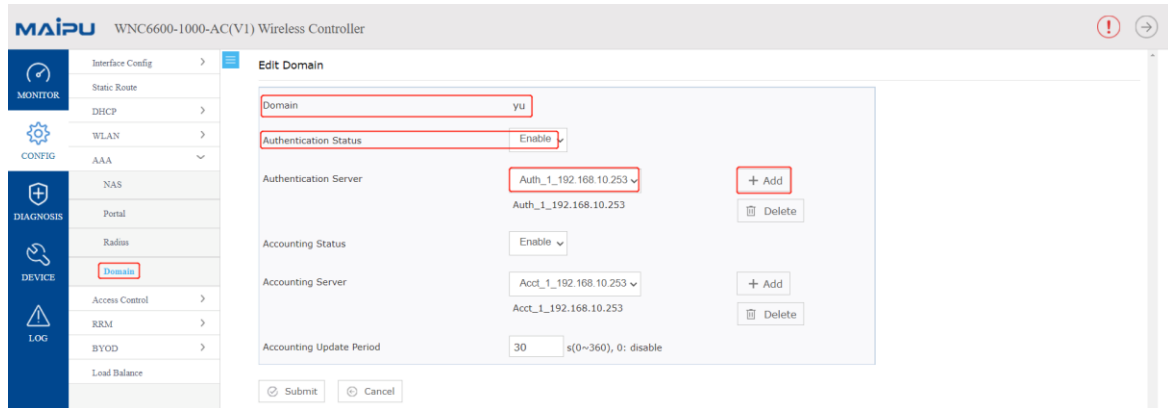 MAIPU WNC6600-1000-AC(V1) Wireless Controller
MONITOR
CONFIG
DIAGNOSIS
DEVICE
LOG
Interface Config
Static Route
DHCP
WLAN
AAA
NAS
Portal
Radius
Domain
Access Control
RRM
BYOD
Load Balance
Edit Domain
Domain yu
Authentication Status Enable
Authentication Server Auth_1_192.168.10.253 + Add
Auth_1_192.168.10.253 Delete
Accounting Status Enable
Accounting Server Acct_1_192.168.10.253 + Add
Acct_1_192.168.10.253 Delete
Accounting Update Period 30 s(0~360), 0: disable
Submit Cancel